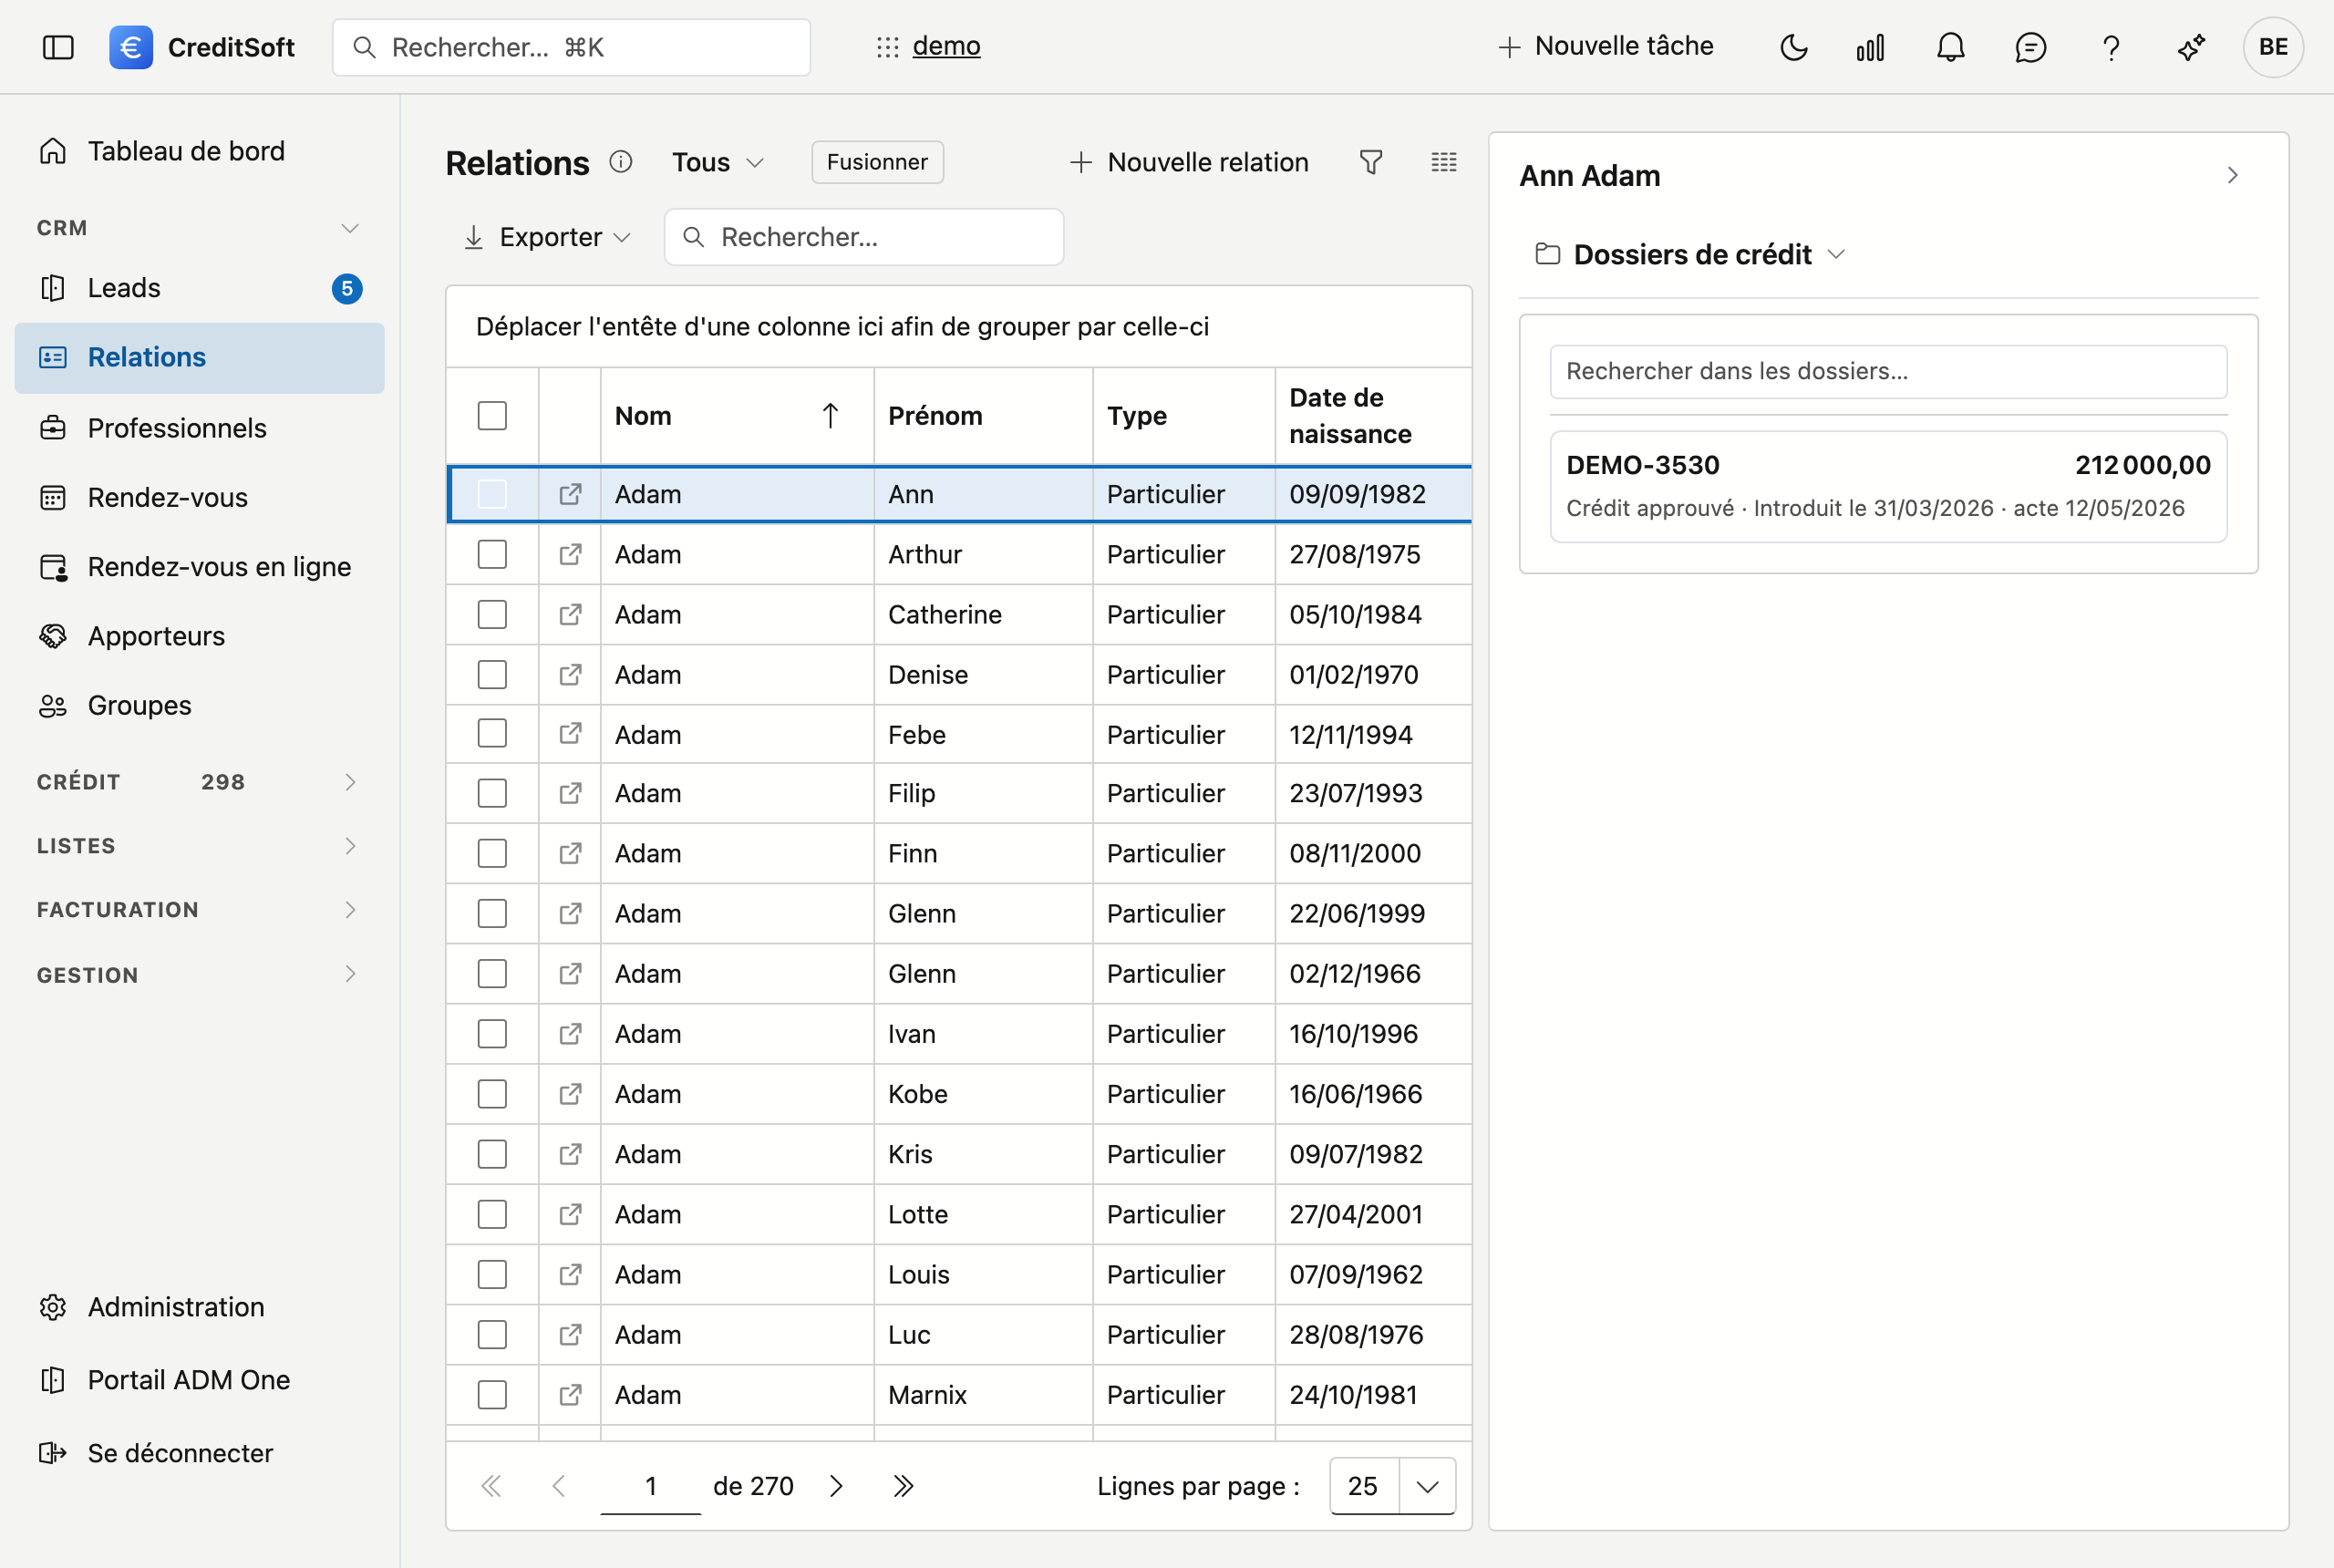 € CreditSoft
Rechercher... ⌘K
demo
Nouvelle tâche
BE
Tableau de bord
CRM
Leads 5
Relations
Professionnels
Rendez-vous
Rendez-vous en ligne
Apporteurs
Groupes
CRÉDIT 298
LISTES
FACTURATION
GESTION
Administration
Portail ADM One
Se déconnecter
Relations Tous Fusionner Nouvelle relation
Exporter Rechercher...
Déplacer l'entête d'une colonne ici afin de grouper par celle-ci
Nom Prénom Type Date de naissance
Adam Ann Particulier 09/09/1982
Adam Arthur Particulier 27/08/1975
Adam Catherine Particulier 05/10/1984
Adam Denise Particulier 01/02/1970
Adam Febe Particulier 12/11/1994
Adam Filip Particulier 23/07/1993
Adam Finn Particulier 08/11/2000
Adam Glenn Particulier 22/06/1999
Adam Glenn Particulier 02/12/1966
Adam Ivan Particulier 16/10/1996
Adam Kobe Particulier 16/06/1966
Adam Kris Particulier 09/07/1982
Adam Lotte Particulier 27/04/2001
Adam Louis Particulier 07/09/1962
Adam Luc Particulier 28/08/1976
Adam Marnix Particulier 24/10/1981
1 de 270 Lignes par page : 25
Ann Adam
Dossiers de crédit
Rechercher dans les dossiers...
DEMO-3530 212 000,00
Crédit approuvé · Introduit le 31/03/2026 · acte 12/05/2026